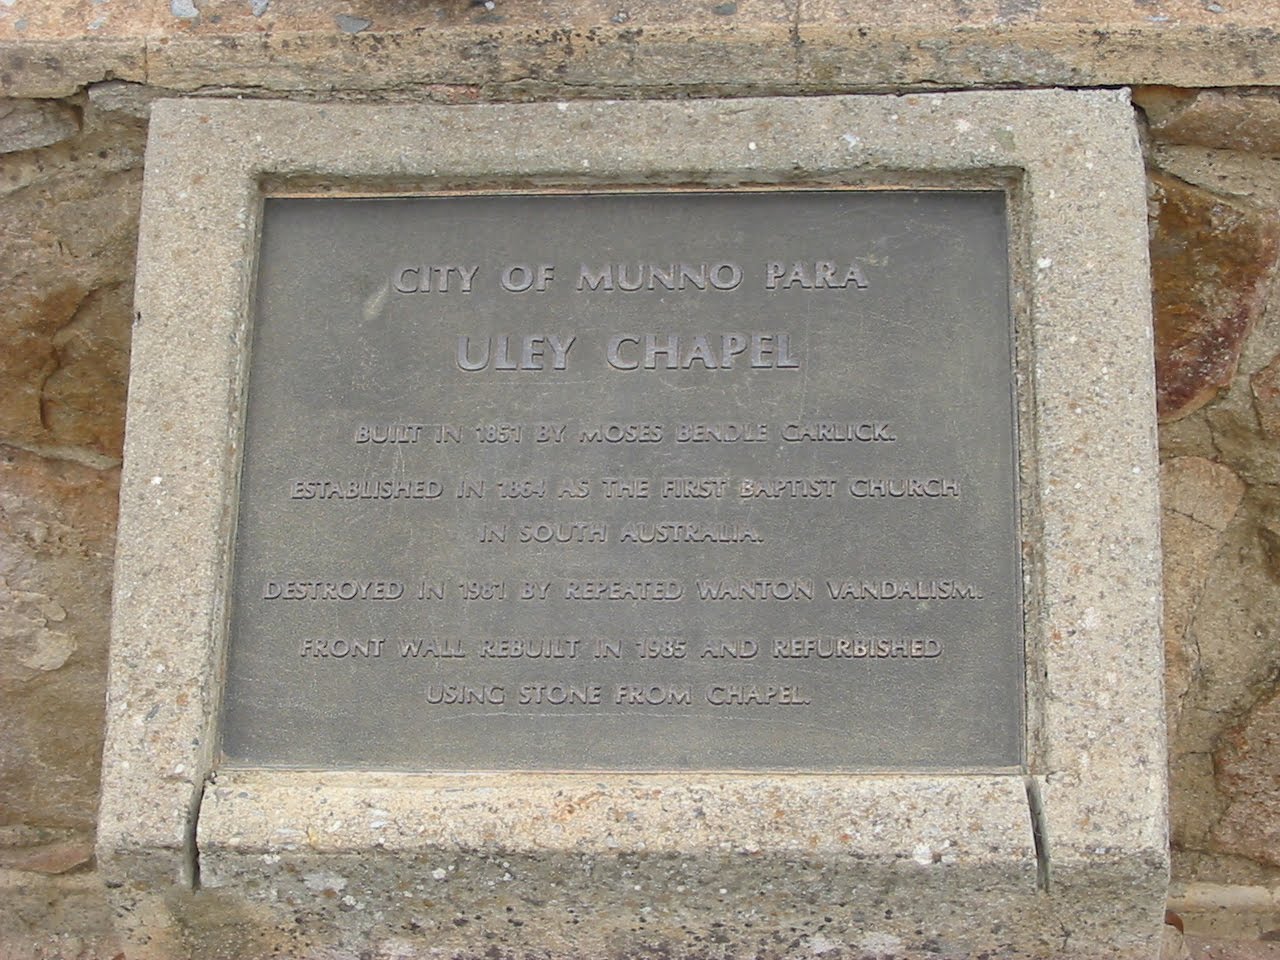 CITY OF MUNNO PARA
ULEY CHAPEL
BUILT IN 1851 BY MOSES BENDLE GARLICK.
ESTABLISHED IN 1864 AS THE FIRST BAPTIST CHURCH
IN SOUTH AUSTRALIA.
DESTROYED IN 1981 BY REPEATED WANTON VANDALISM.
FRONT WALL REBUILT IN 1985 AND REFURBISHED
USING STONE FROM CHAPEL.